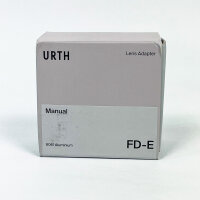 URTH
Lens Adapter
Manual
6061 aluminium
FD-E